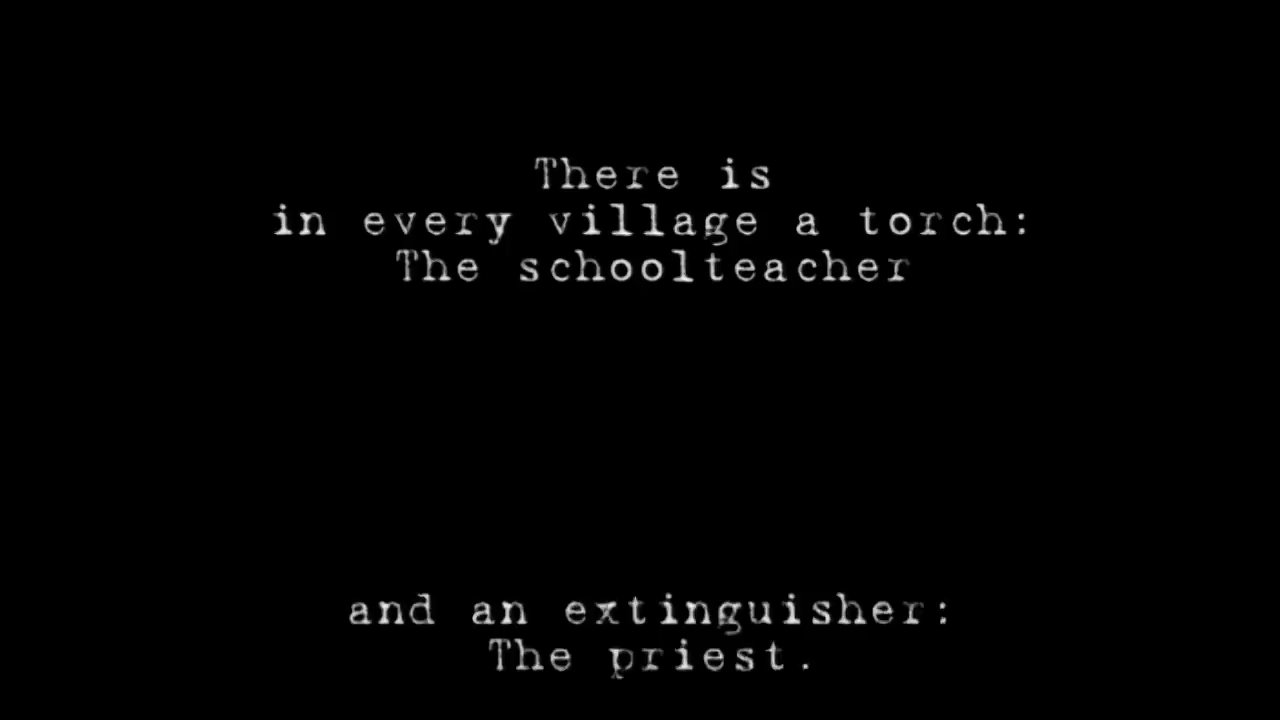 There is
in every village a torch:
The schoolteacher
and an extinguisher:
The priest.